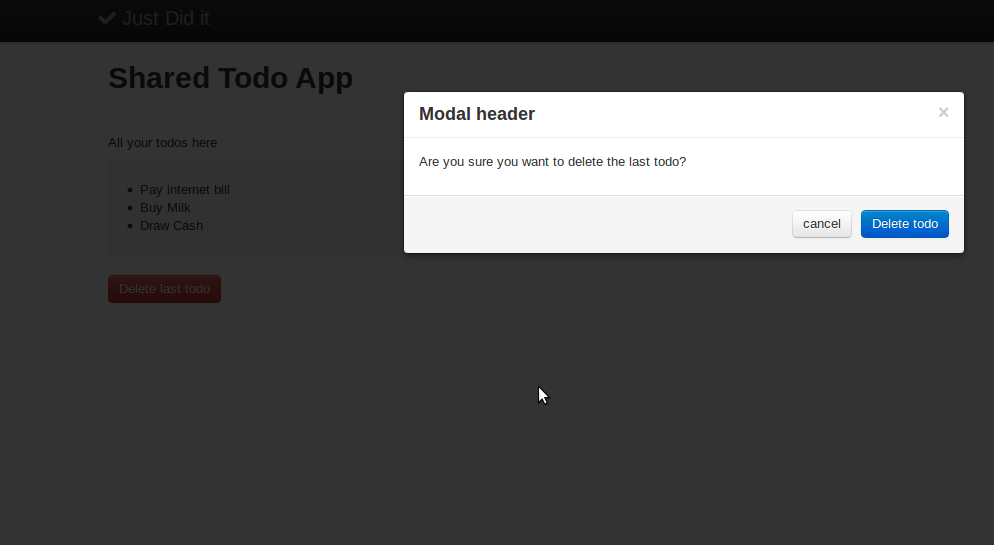 Just Did it
Shared Todo App
Modal header
×
All your todos here
Are you sure you want to delete the last todo?
Pay internet bill
Buy Milk
Draw Cash
cancel
Delete todo
Delete last todo